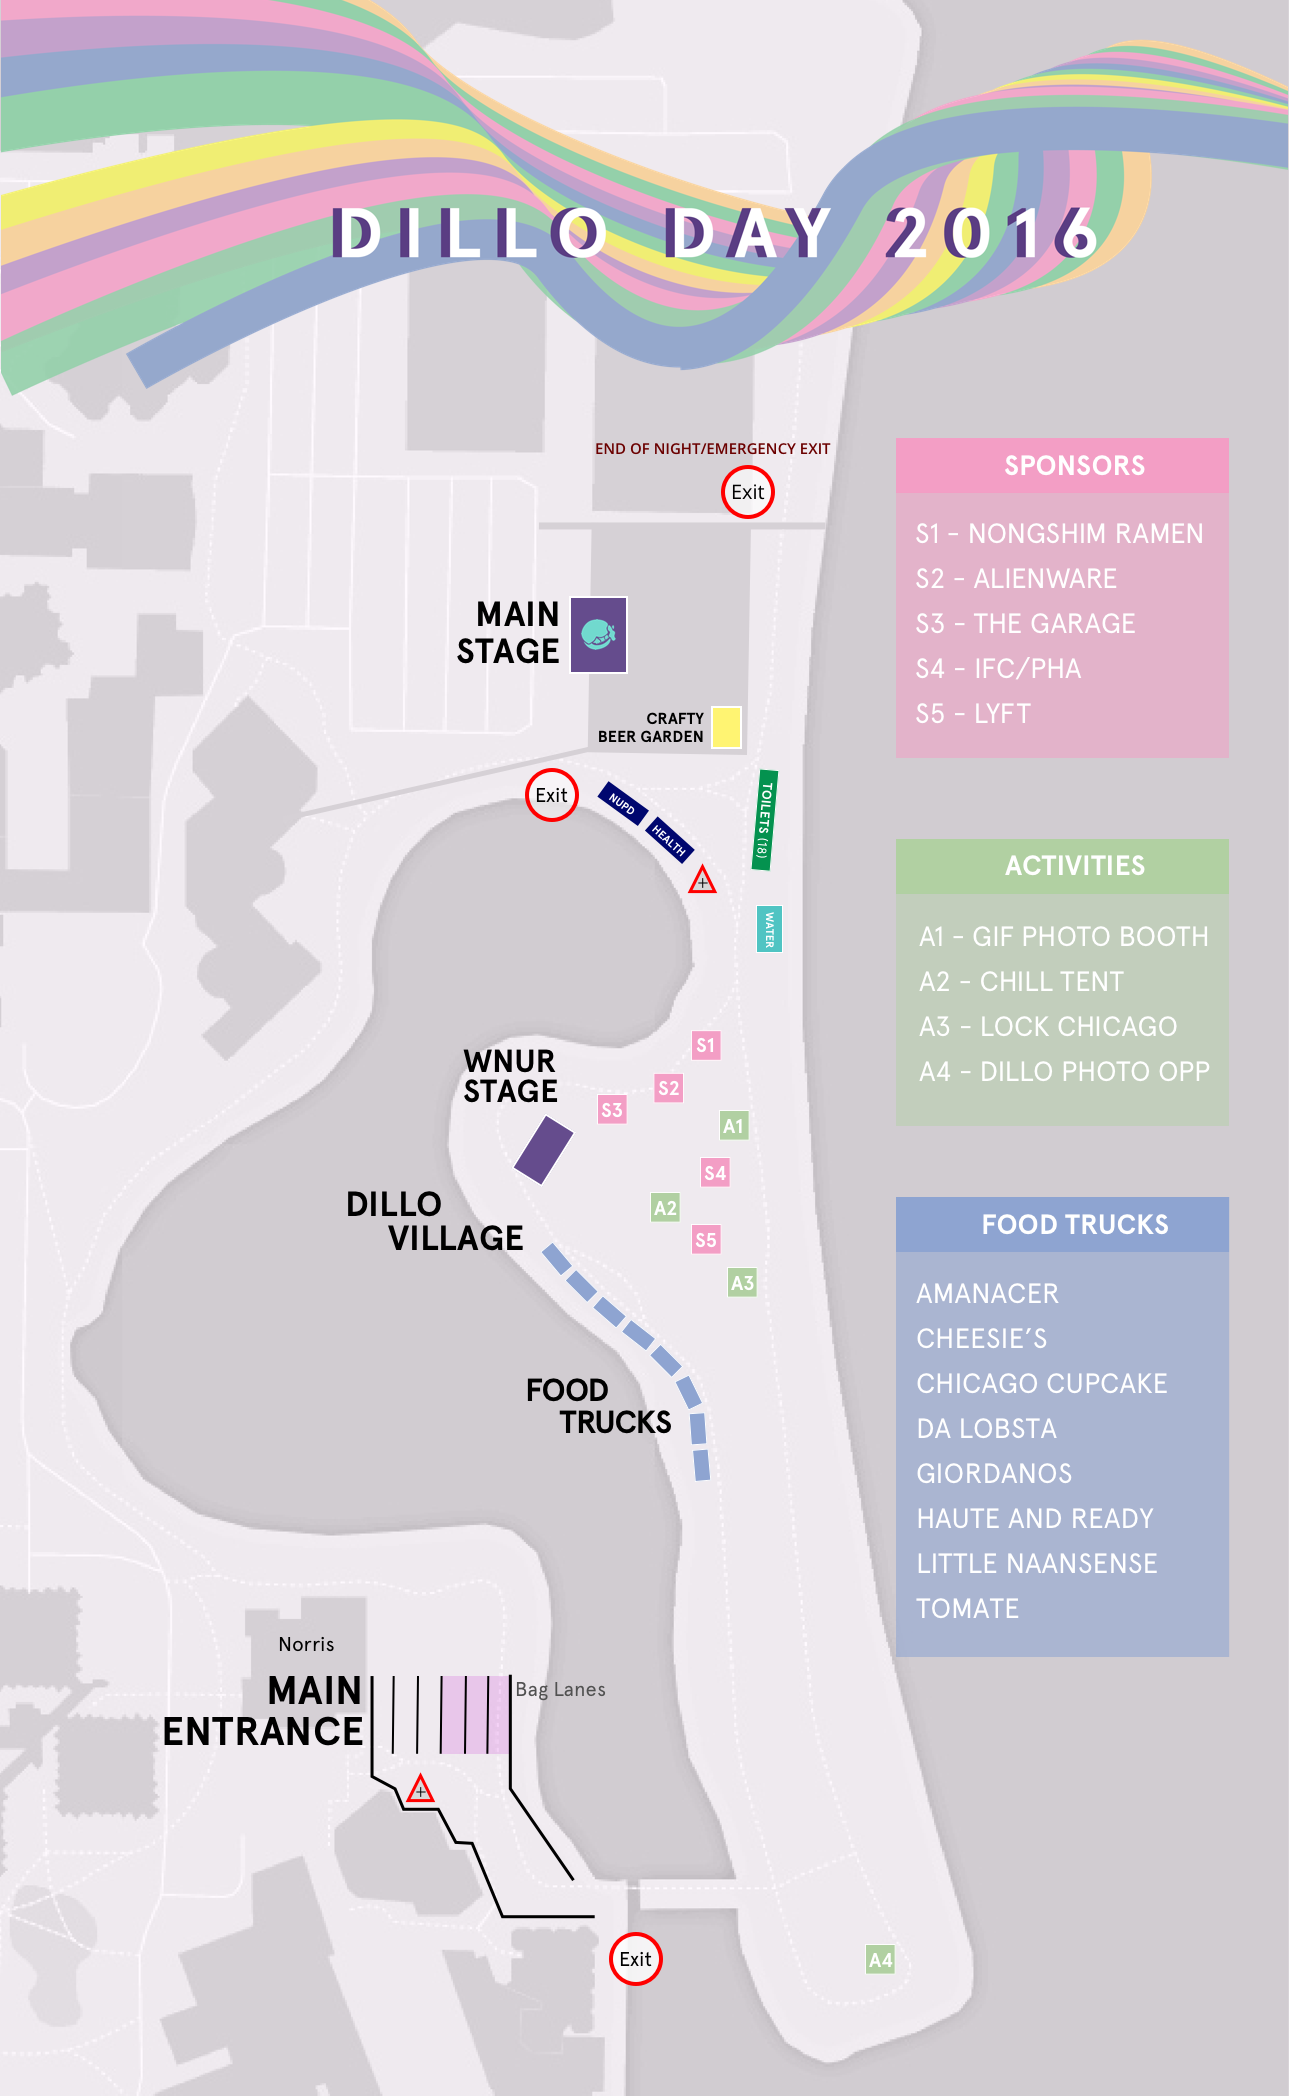 DILLO DAY 2016
END OF NIGHT/EMERGENCY EXIT
Exit
MAIN
STAGE
CRAFTY
BEER GARDEN
Exit
NUPD
HEALTH
TOILETS (18)
WATER
S1
WNUR
STAGE
S2
S3
A1
S4
DILLO
VILLAGE
A2
S5
A3
FOOD
TRUCKS
Norris
MAIN
ENTRANCE
Bag Lanes
Exit
A4
SPONSORS
S1 - NONGSHIM RAMEN
S2 - ALIENWARE
S3 - THE GARAGE
S4 - IFC/PHA
S5 - LYFT
ACTIVITIES
A1 - GIF PHOTO BOOTH
A2 - CHILL TENT
A3 - LOCK CHICAGO
A4 - DILLO PHOTO OPP
FOOD TRUCKS
AMANACER
CHEESIE'S
CHICAGO CUPCAKE
DA LOBSTA
GIORDANOS
HAUTE AND READY
LITTLE NAANSENSE
TOMATE